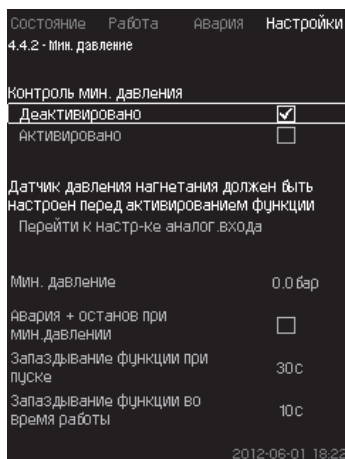 Состояние Работа Авария Настройки
4.4.2 - Мин. давление
Контроль мин. давления
Деактивировано
Активировано
Датчик давления нагнетания должен быть
настроен перед активированием функции
Перейти к настр-ке аналог.входа
Мин. давление 0.0 бар
Авария + останов при
мин.давлении
Запаздывание функции при
пуске 30 с
Запаздывание функции во
время работы 10 с
2012-06-01 18:22